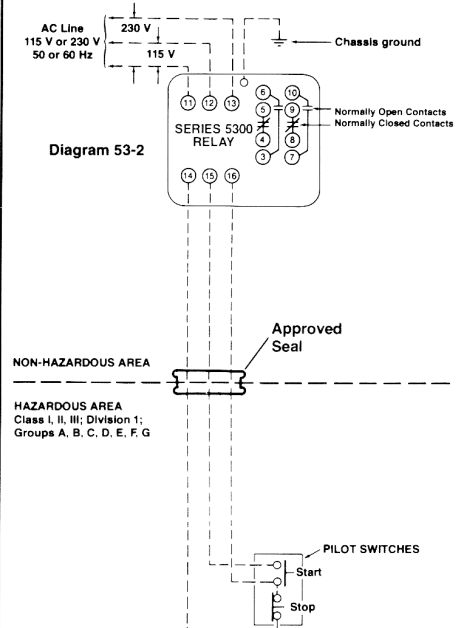 AC Line
115 V or 230 V
50 or 60 Hz
230 V
115 V
Chassis ground
11 12 13
6 10
5 9
4 8
3 7
Normally Open Contacts
Normally Closed Contacts
SERIES 5300
RELAY
Diagram 53-2
14 15 16
Approved
Seal
NON-HAZARDOUS AREA
HAZARDOUS AREA
Class I, II, III; Division 1;
Groups A, B, C, D, E, F, G
PILOT SWITCHES
Start
Stop